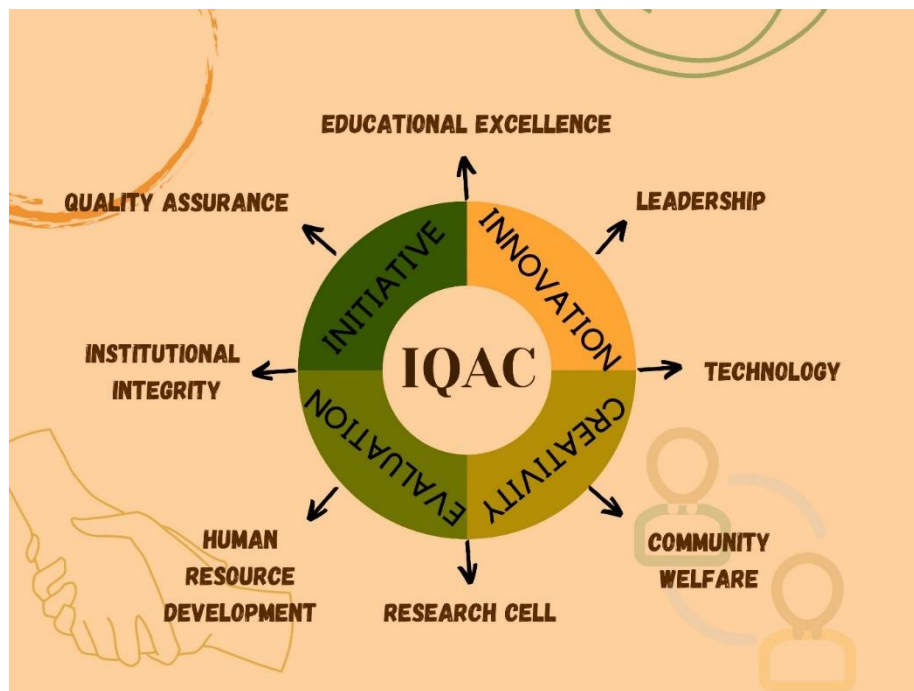 EDUCATIONAL EXCELLENCE
QUALITY ASSURANCE
LEADERSHIP
INITIATIVE
INNOVATION
INSTITUTIONAL
INTEGRITY
IQAC
TECHNOLOGY
EVALUATION
CREATIVITY
HUMAN
RESOURCE
DEVELOPMENT
RESEARCH CELL
COMMUNITY
WELFARE